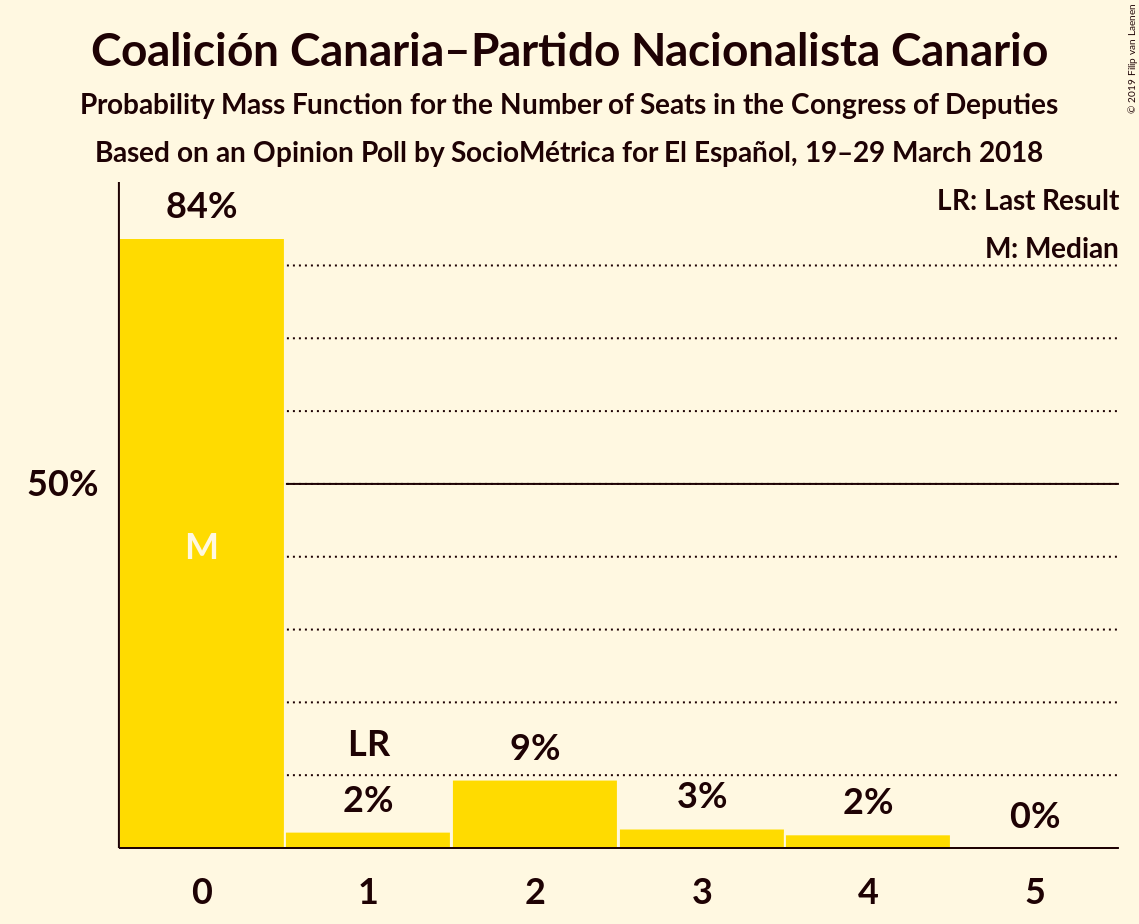 Coalición Canaria–Partido Nacionalista Canario
Probability Mass Function for the Number of Seats in the Congress of Deputies
Based on an Opinion Poll by SocioMétrica for El Español, 19–29 March 2018
© 2019 Filip van Laenen
LR: Last Result
M: Median
84%
50%
M
LR
2%
9%
3%
2%
0%
0 1 2 3 4 5